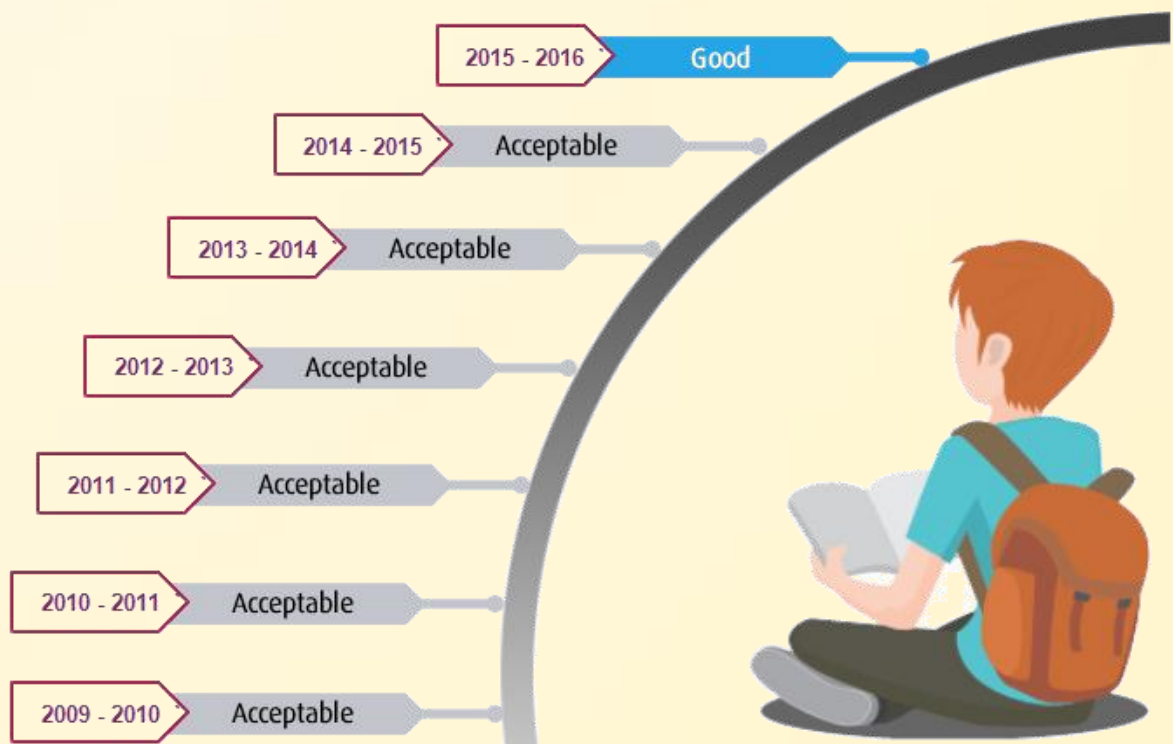 2015 - 2016 Good
2014 - 2015 Acceptable
2013 - 2014 Acceptable
2012 - 2013 Acceptable
2011 - 2012 Acceptable
2010 - 2011 Acceptable
2009 - 2010 Acceptable